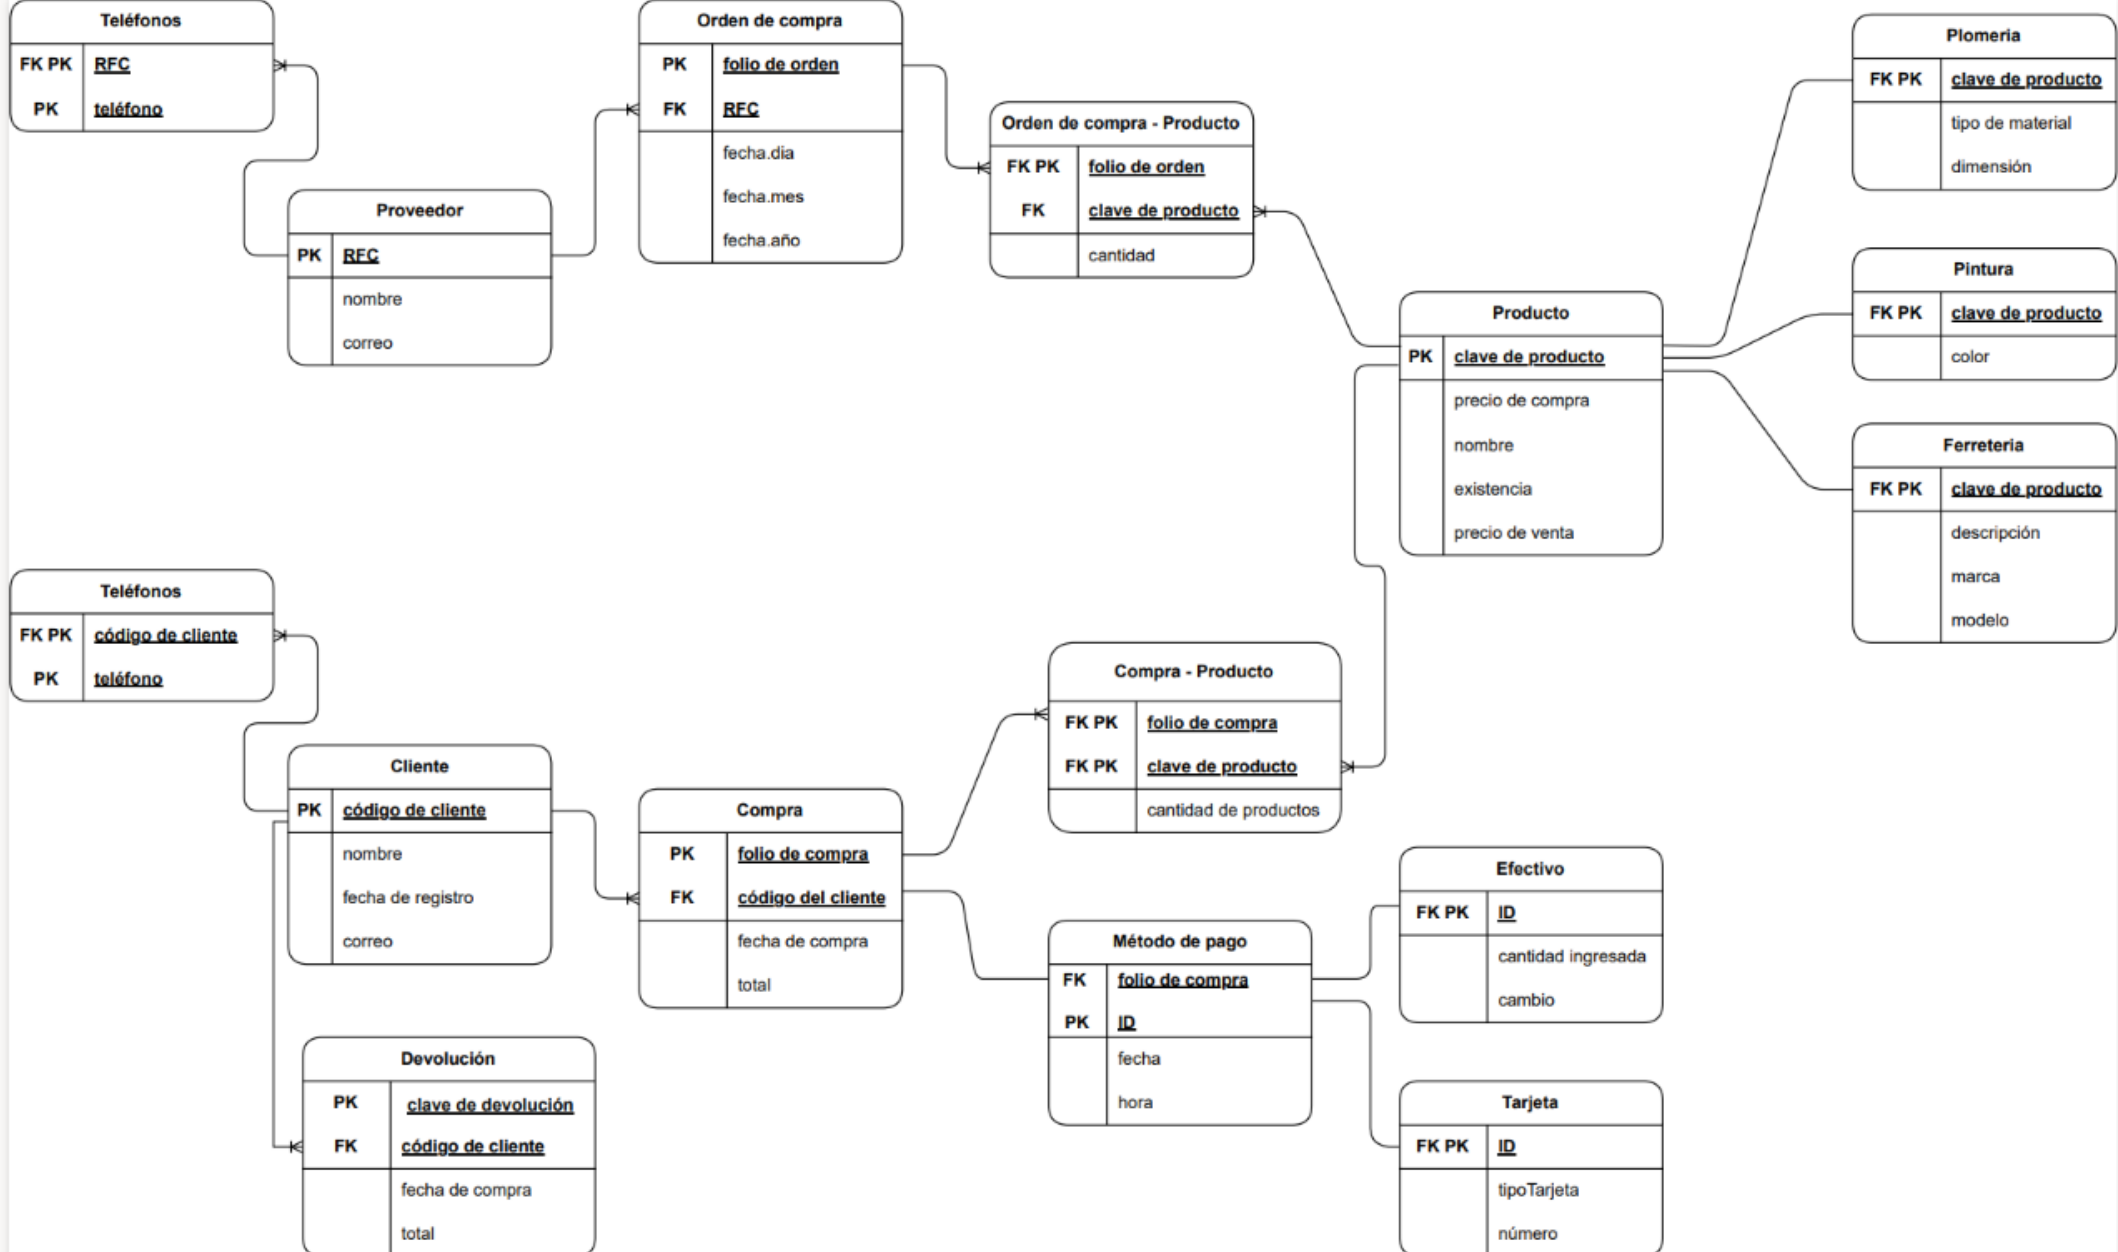 Teléfonos
FK PK RFC
PK teléfono
Proveedor
PK RFC
nombre
correo
Orden de compra
PK folio de orden
FK RFC
fecha.dia
fecha.mes
fecha.año
Orden de compra - Producto
FK PK folio de orden
FK clave de producto
cantidad
Producto
PK clave de producto
precio de compra
nombre
existencia
precio de venta
Plomeria
FK PK clave de producto
tipo de material
dimensión
Pintura
FK PK clave de producto
color
Ferreteria
FK PK clave de producto
descripción
marca
modelo
Teléfonos
FK PK código de cliente
PK teléfono
Cliente
PK código de cliente
nombre
fecha de registro
correo
Devolución
PK clave de devolución
FK código de cliente
fecha de compra
total
Compra
PK folio de compra
FK código del cliente
fecha de compra
total
Compra - Producto
FK PK folio de compra
FK PK clave de producto
cantidad de productos
Método de pago
FK folio de compra
PK ID
fecha
hora
Efectivo
FK PK ID
cantidad ingresada
cambio
Tarjeta
FK PK ID
tipoTarjeta
número